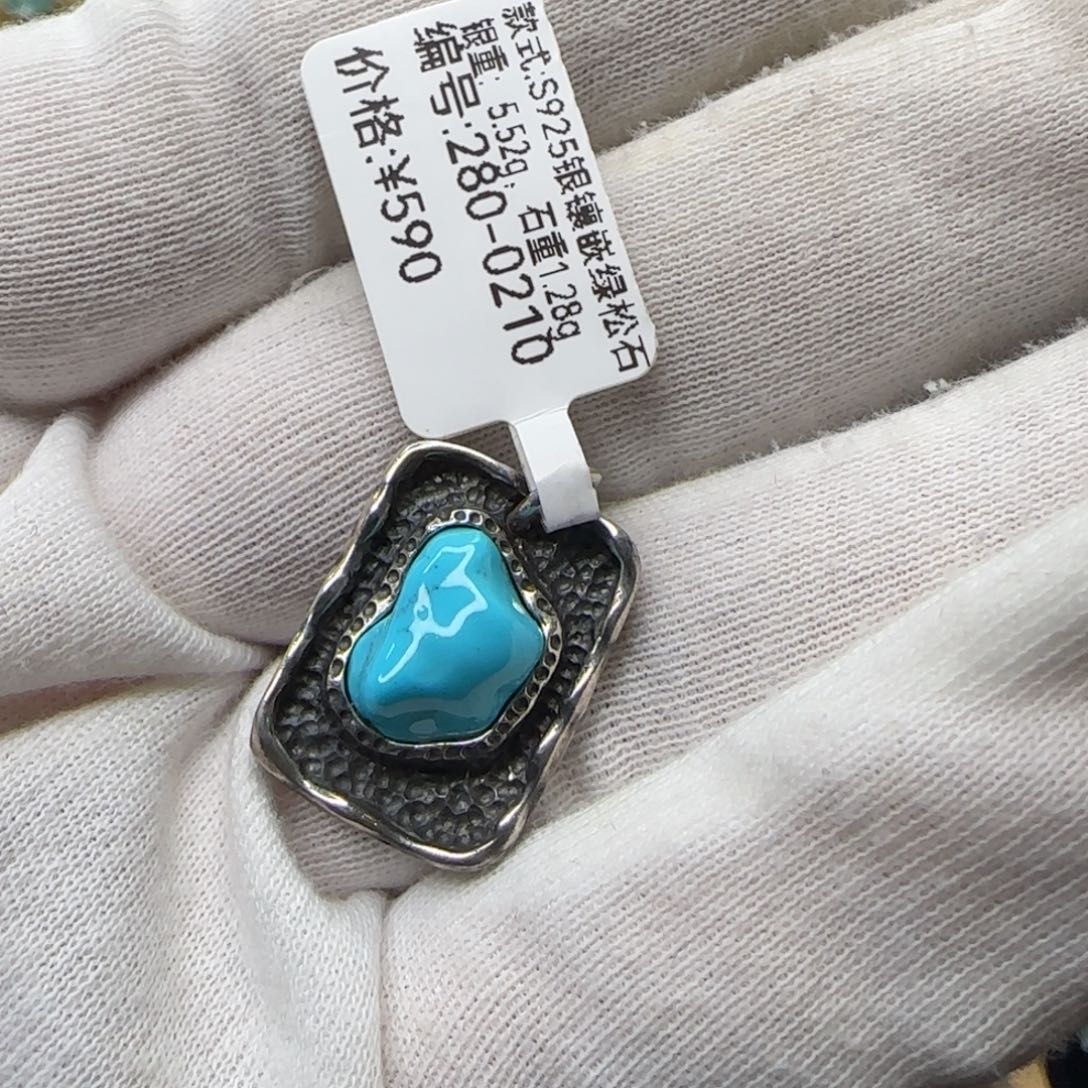 款式:S925银镶嵌绿松石
银重: 5.52g; 石重1.28g
编号:280-0210
价格:¥590